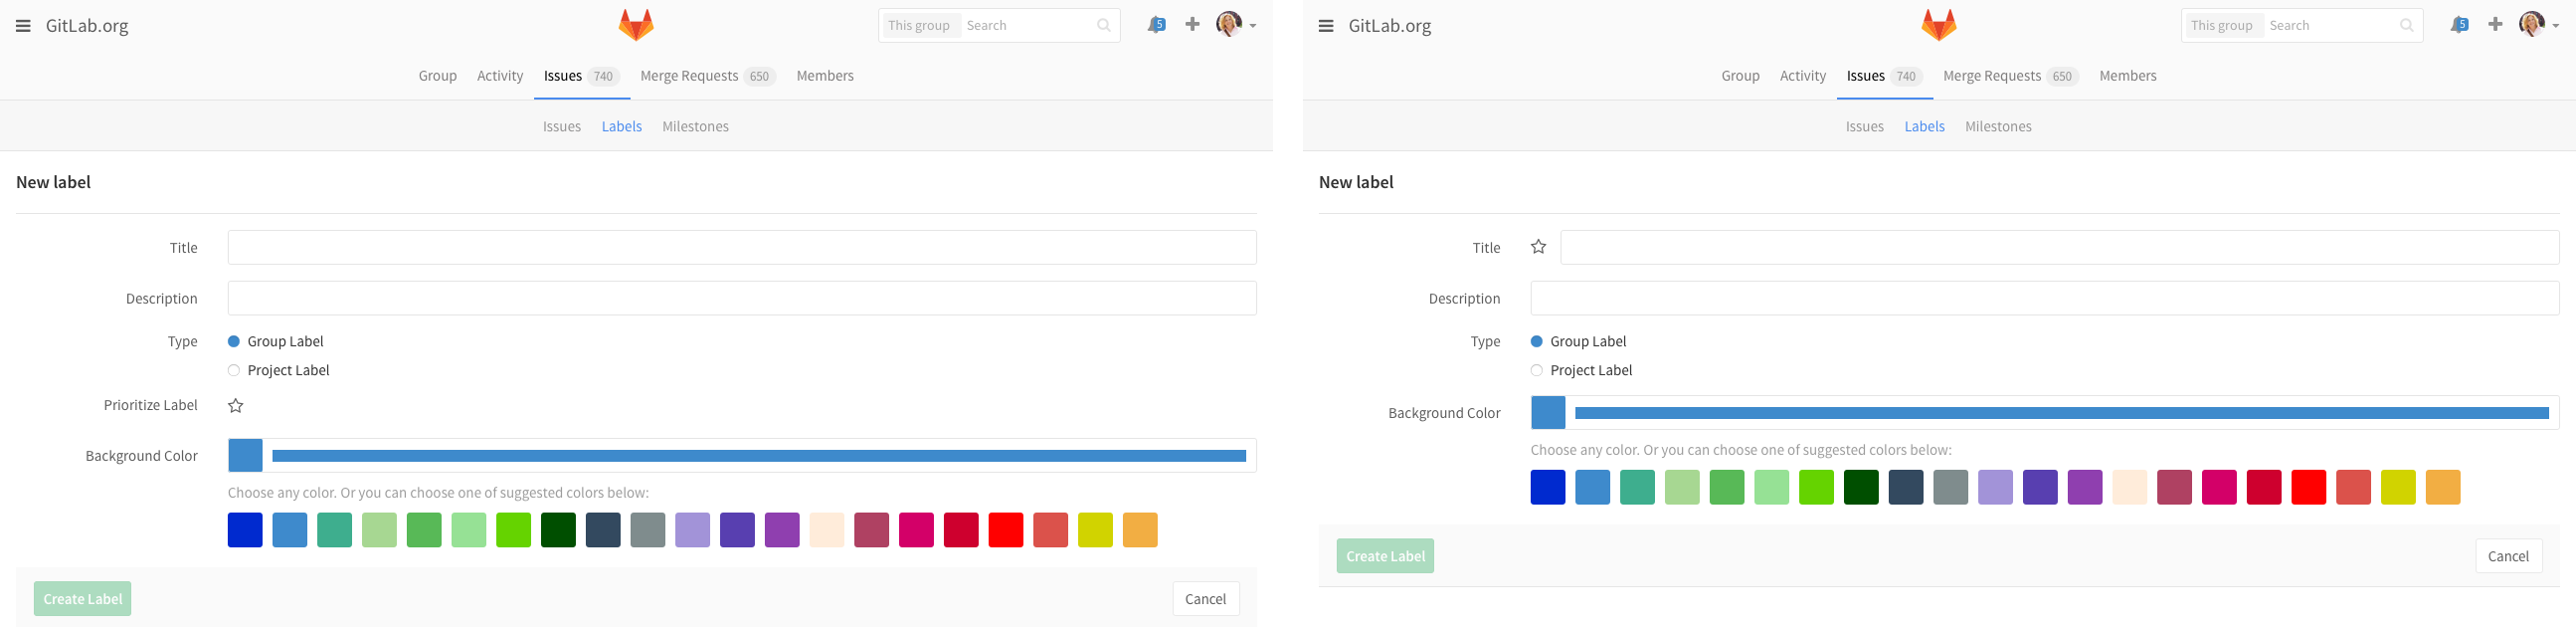 GitLab.org
This group Search
5
Group Activity Issues 740 Merge Requests 650 Members
Issues Labels Milestones
New label
Title
Description
Type
Group Label
Project Label
Prioritize Label
Background Color
Choose any color. Or you can choose one of suggested colors below:
Create Label
Cancel
GitLab.org
This group Search
5
Group Activity Issues 740 Merge Requests 650 Members
Issues Labels Milestones
New label
Title
Description
Type
Group Label
Project Label
Background Color
Choose any color. Or you can choose one of suggested colors below:
Create Label
Cancel